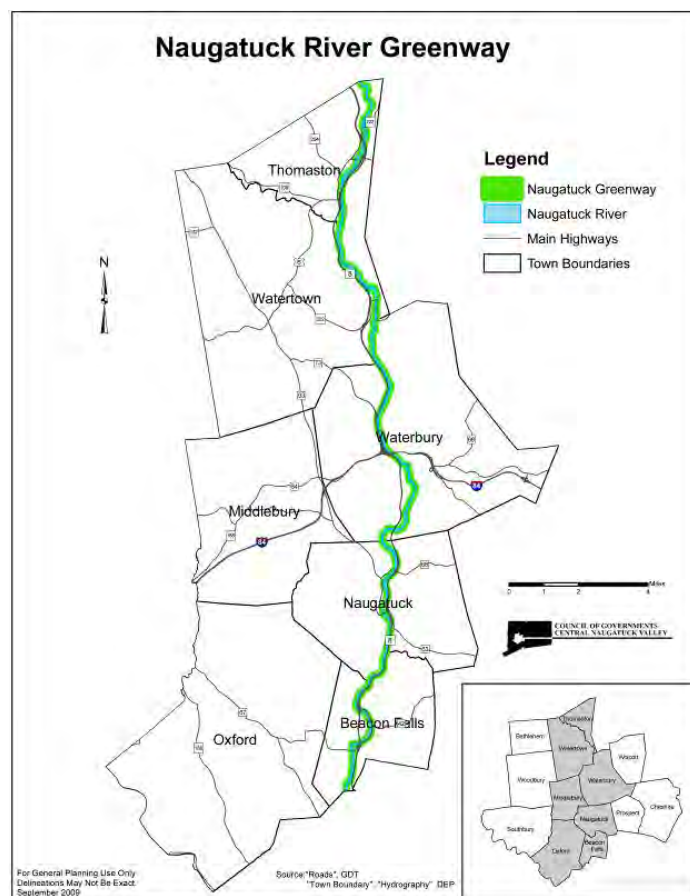 Naugatuck River Greenway
Legend
Naugatuck Greenway
Naugatuck River
Main Highways
Town Boundaries
N
Thomaston
8
Watertown
Waterbury
84
Middlebury
84
Naugatuck
8
Miles
0 1 2 4
COUNCIL OF GOVERNMENTS
CENTRAL NAUGATUCK VALLEY
Beacon Falls
Oxford
Thomaston
Bethlehem
Watertown
Wolcott
Woodbury
Waterbury
Middlebury
Cheshire
Naugatuck
Prospect
Southbury
Oxford
Beacon
Falls
For General Planning Use Only
Delineations May Not Be Exact
September 2009
Source:"Roads", GDT
"Town Boundary", "Hydrography" DEP